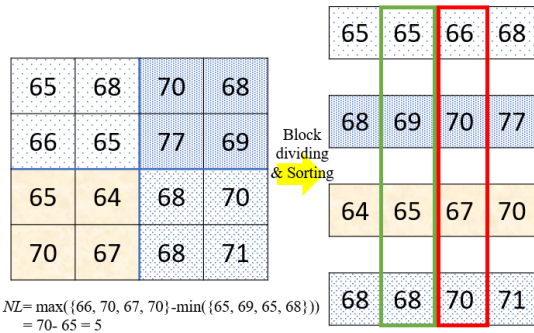 65 68 70 68
66 65 77 69
65 64 68 70
70 67 68 71
Block
dividing
& Sorting
65 65 66 68
68 69 70 77
64 65 67 70
68 68 70 71
NL= max({66, 70, 67, 70}-min({65, 69, 65, 68}))
= 70- 65 = 5